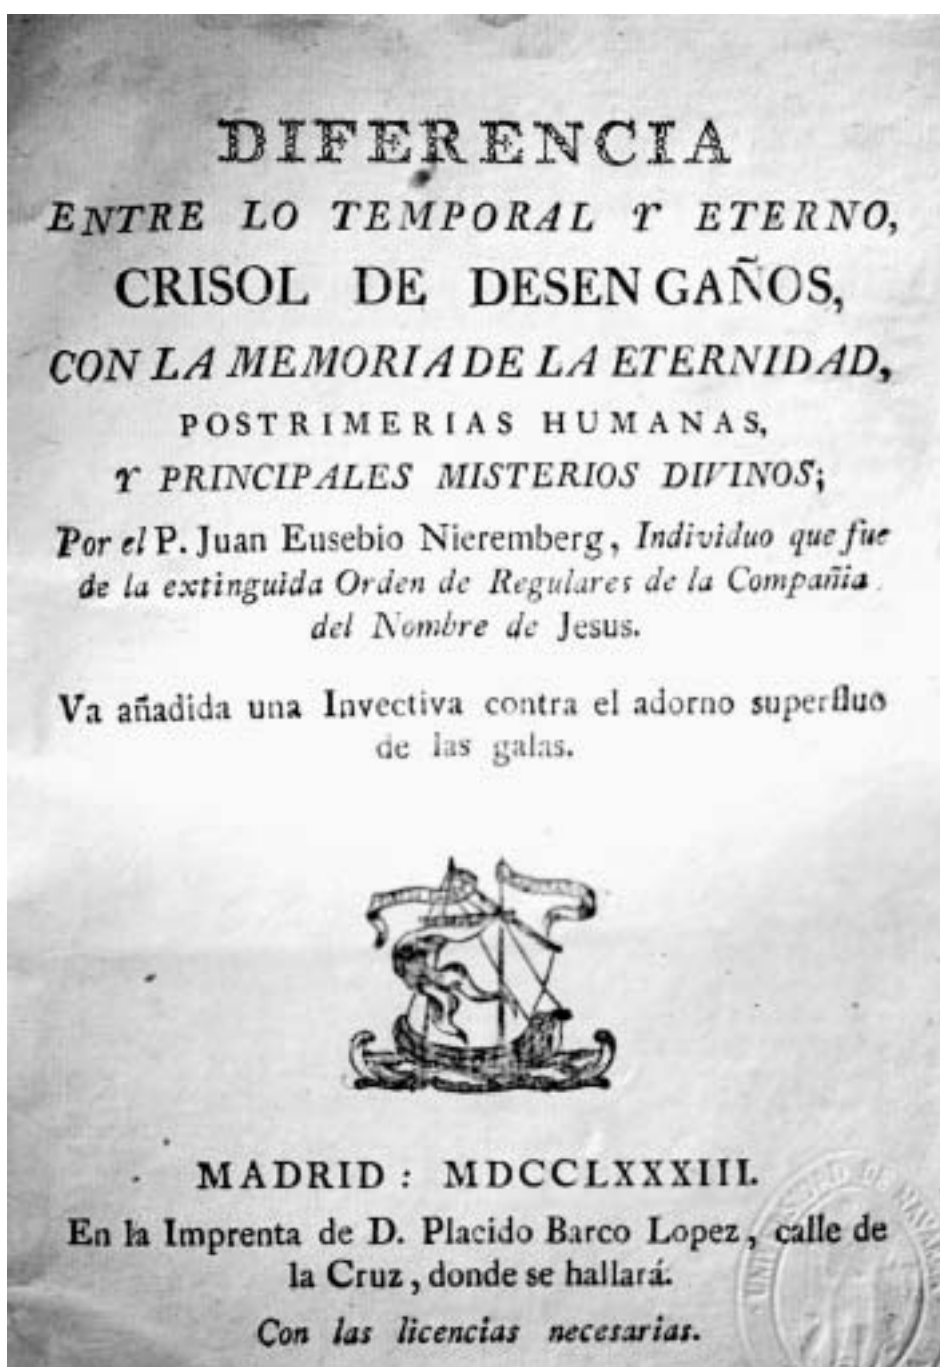 DIFERENCIA
ENTRE LO TEMPORAL Y ETERNO,
CRISOL DE DESENGAÑOS,
CON LA MEMORIA DE LA ETERNIDAD,
POSTRIMERIAS HUMANAS,
Y PRINCIPALES MISTERIOS DIVINOS;
Por el P. Juan Eusebio Nieremberg, Individuo que fue
de la extinguida Orden de Regulares de la Compañia
del Nombre de Jesus.
Va añadida una Invectiva contra el adorno superfluo
de las galas.
MADRID: MDCCLXXXIII.
En la Imprenta de D. Placido Barco Lopez, calle de
la Cruz, donde se hallará.
Con las licencias necesarias.
UNIVERSIDAD DE NAVARRA